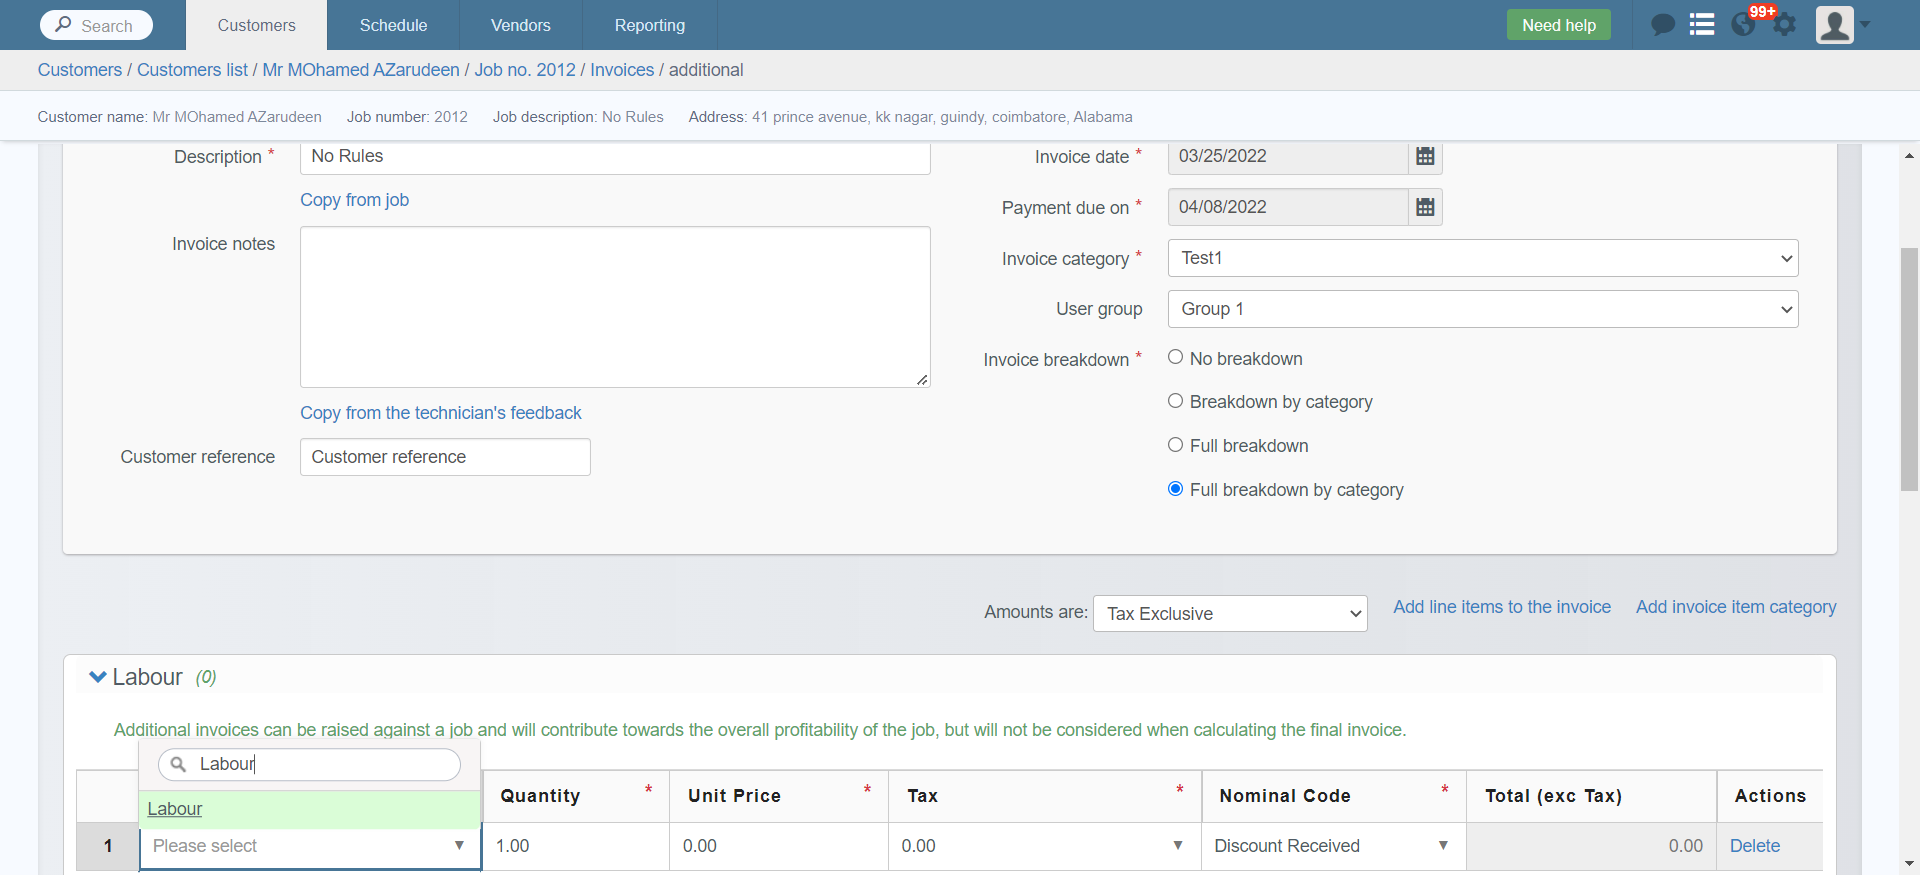 Search Customers Schedule Vendors Reporting Need help 99+
Customers / Customers list / Mr MOhamed AZarudeen / Job no. 2012 / Invoices / additional
Customer name: Mr MOhamed AZarudeen Job number: 2012 Job description: No Rules Address: 41 prince avenue, kk nagar, guindy, coimbatore, Alabama
Description * No Rules
Copy from job
Invoice notes
Copy from the technician's feedback
Customer reference Customer reference
Invoice date * 03/25/2022
Payment due on * 04/08/2022
Invoice category * Test1
User group Group 1
Invoice breakdown * No breakdown
Breakdown by category
Full breakdown
Full breakdown by category
Amounts are: Tax Exclusive Add line items to the invoice Add invoice item category
Labour (0)
Additional invoices can be raised against a job and will contribute towards the overall profitability of the job, but will not be considered when calculating the final invoice.
Labour
Labour
Quantity * Unit Price * Tax * Nominal Code * Total (exc Tax) Actions
1 Please select 1.00 0.00 0.00 Discount Received 0.00 Delete